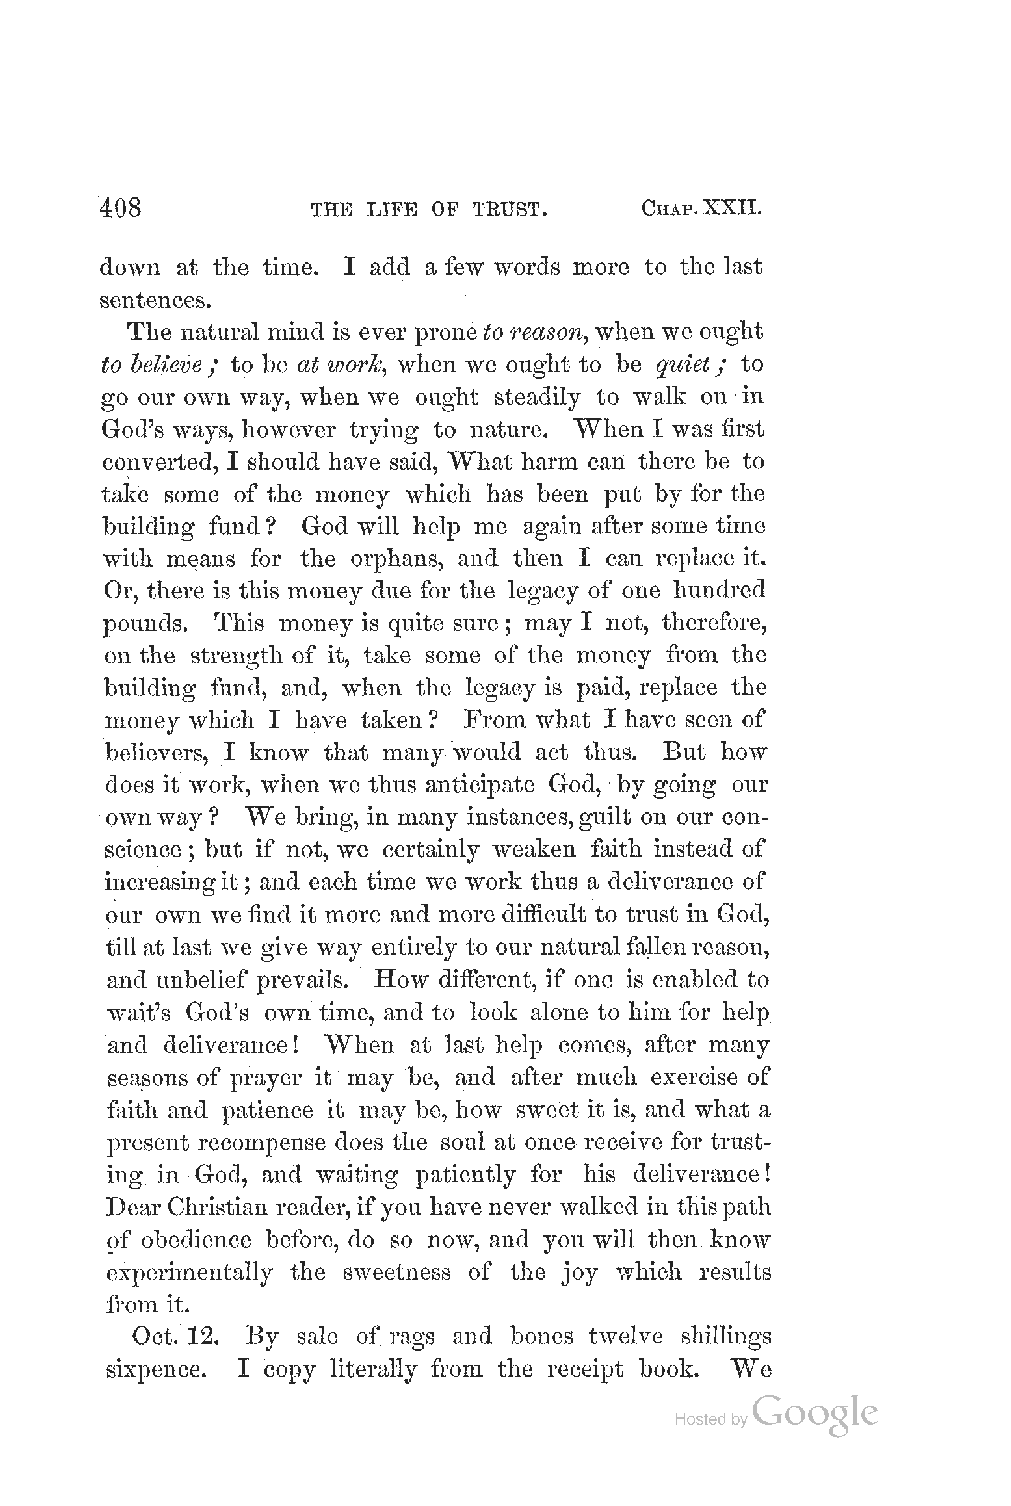 408 THE LIFE OF TRUST. CHAP. XXII.
down at the time. I add a few words more to the last
sentences.
The natural mind is ever prone to reason, when we ought
to believe; to be at work, when we ought to be quiet; to
go our own way, when we ought steadily to walk on in
God's ways, however trying to nature. When I was first
converted, I should have said, What harm can there be to
take some of the money which has been put by for the
building fund? God will help me again after some time
with means for the orphans, and then I can replace it.
Or, there is this money due for the legacy of one hundred
pounds. This money is quite sure; may I not, therefore,
on the strength of it, take some of the money from the
building fund, and, when the legacy is paid, replace the
money which I have taken? From what I have seen of
believers, I know that many would act thus. But how
does it work, when we thus anticipate God, by going our
own way? We bring, in many instances, guilt on our con-
science; but if not, we certainly weaken faith instead of
increasing it; and each time we work thus a deliverance of
our own we find it more and more difficult to trust in God,
till at last we give way entirely to our natural fallen reason,
and unbelief prevails. How different, if one is enabled to
wait's God's own time, and to look alone to him for help
and deliverance! When at last help comes, after many
seasons of prayer it may be, and after much exercise of
faith and patience it may be, how sweet it is, and what a
present recompense does the soul at once receive for trust-
ing in God, and waiting patiently for his deliverance!
Dear Christian reader, if you have never walked in this path
of obedience before, do so now, and you will then know
experimentally the sweetness of the joy which results
from it.
Oct. 12. By sale of rags and bones twelve shillings
sixpence. I copy literally from the receipt book. We
Hosted by Google